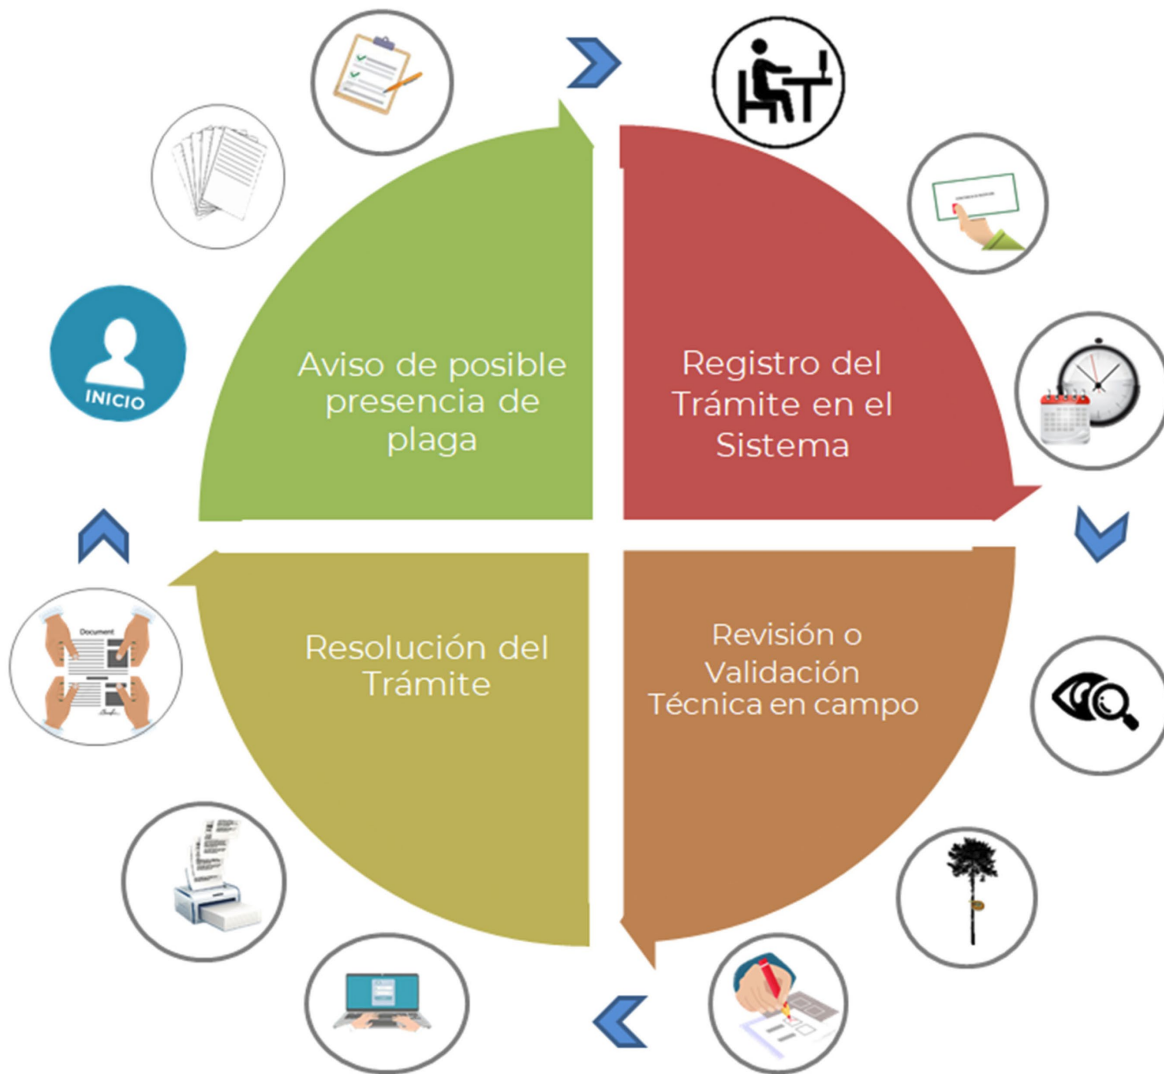 INICIO
Aviso de posible
presencia de
plaga
Registro del
Trámite en el
Sistema
Revisión o
Validación
Técnica en campo
Resolución del
Trámite
Document